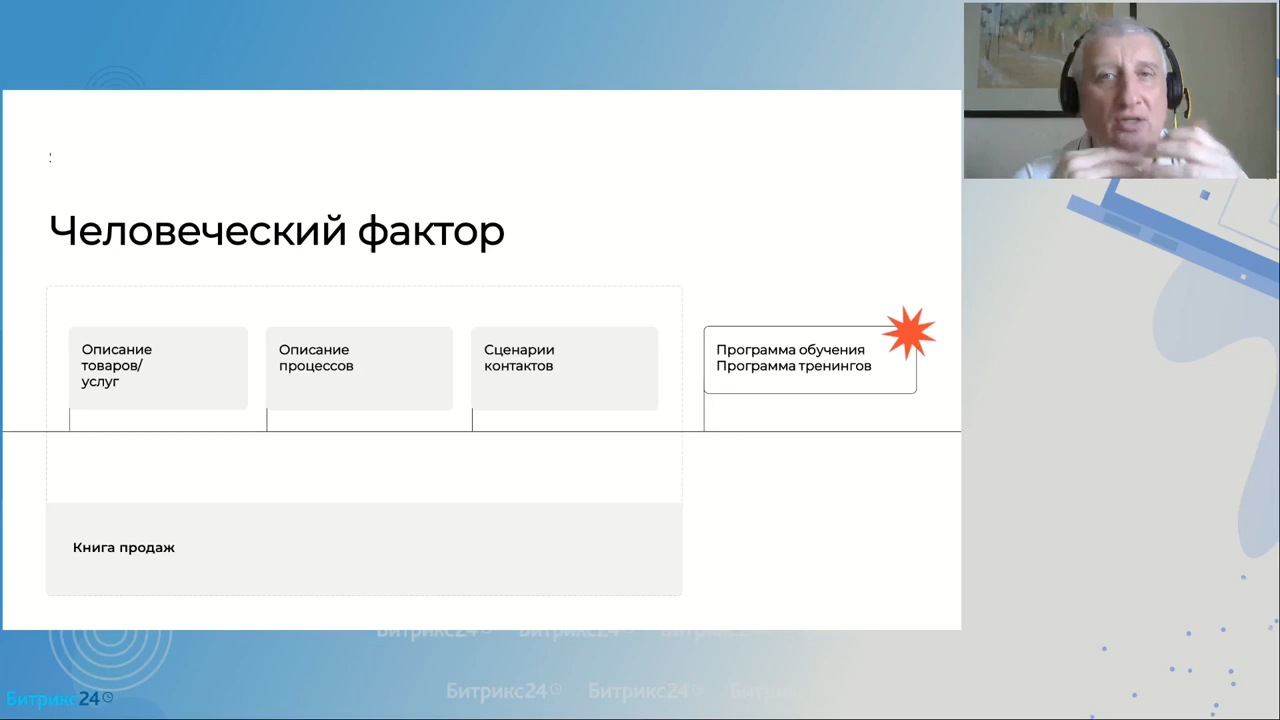 Человеческий фактор
Описание
товаров/
услуг
Описание
процессов
Сценарии
контактов
Программа обучения
Программа тренингов
Книга продаж
Битрикс24 Битрикс24
Битрикс24 Битрикс24
Битрикс24